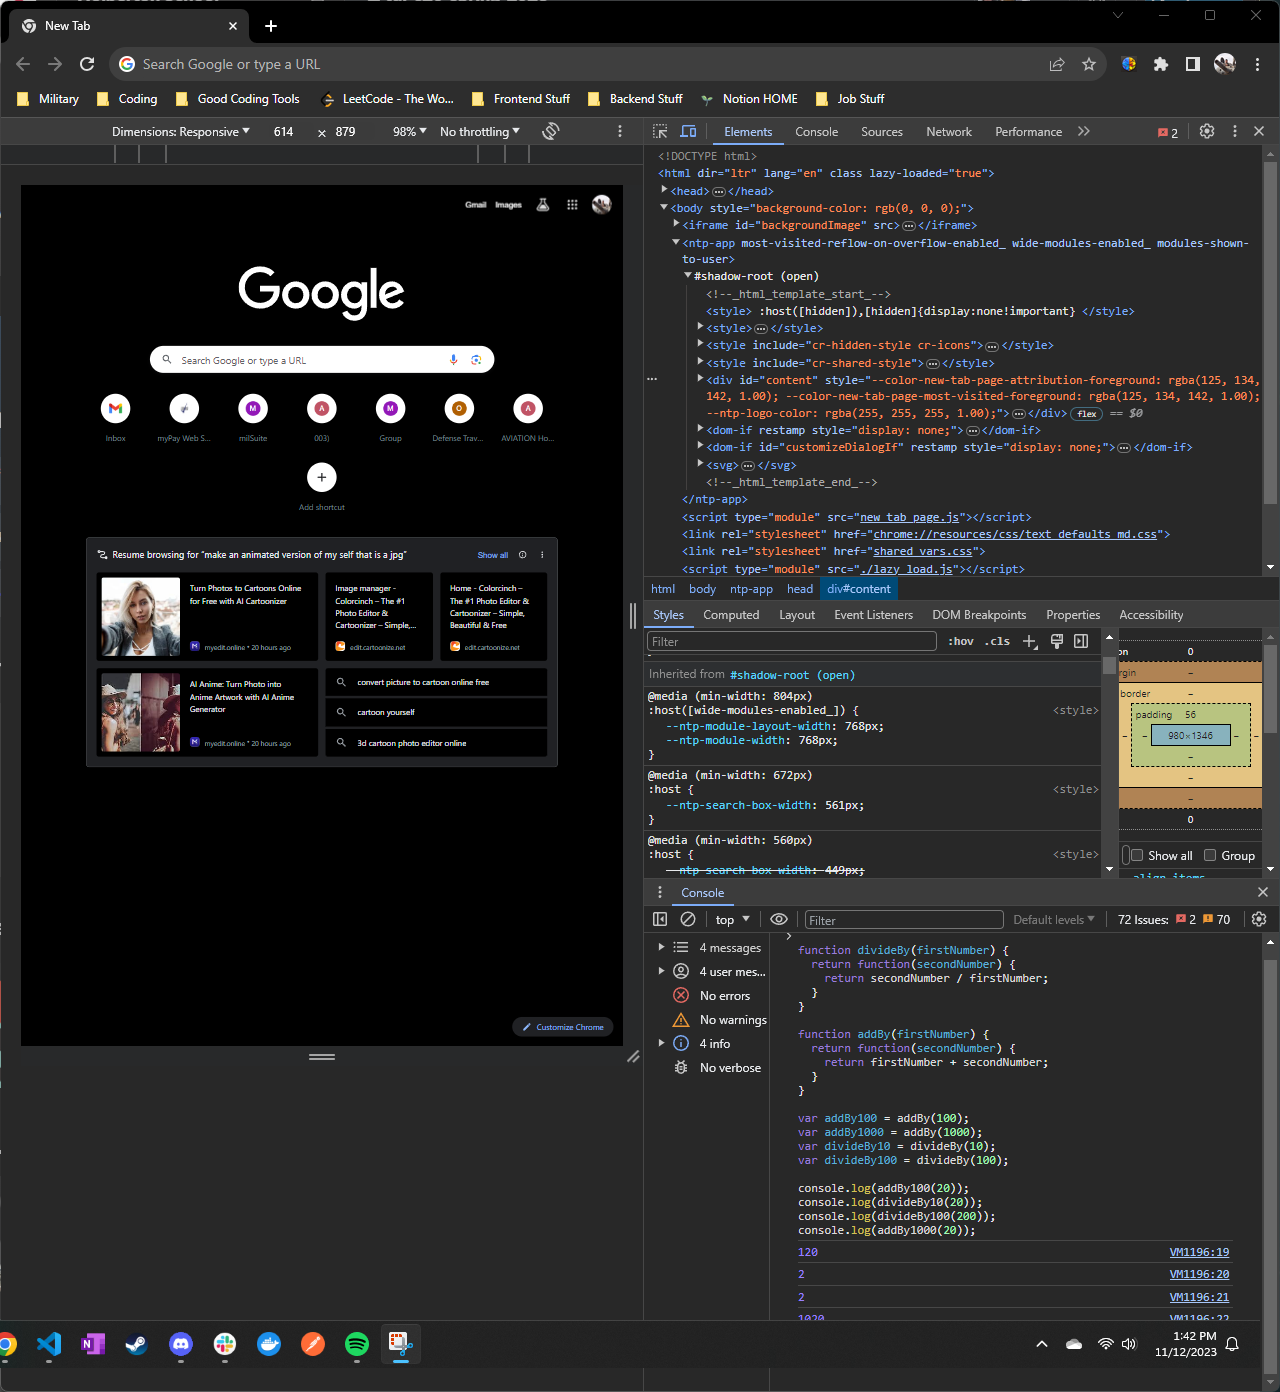 New Tab
Search Google or type a URL
Military
Coding
Good Coding Tools
LeetCode - The Wo...
Frontend Stuff
Backend Stuff
Notion HOME
Job Stuff
Dimensions: Responsive
614
×
879
98%
No throttling
Elements
Console
Sources
Network
Performance
2
<!DOCTYPE html>
<html dir="ltr" lang="en" class lazy-loaded="true">
<head>…</head>
<body style="background-color: rgb(0, 0, 0);">
<iframe id="backgroundImage" src>…</iframe>
<ntp-app most-visited-reflow-on-overflow-enabled_ wide-modules-enabled_ modules-shown-
to-user>
#shadow-root (open)
<!--_html_template_start_-->
<style> :host([hidden]),[hidden]{display:none!important} </style>
<style>…</style>
<style include="cr-hidden-style cr-icons">…</style>
<style include="cr-shared-style">…</style>
<div id="content" style="--color-new-tab-page-attribution-foreground: rgba(125, 134,
142, 1.00); --color-new-tab-page-most-visited-foreground: rgba(125, 134, 142, 1.00);
--ntp-logo-color: rgba(255, 255, 255, 1.00);">…</div> flex == $0
<dom-if restamp style="display: none;">…</dom-if>
<dom-if id="customizeDialogIf" restamp style="display: none;">…</dom-if>
<svg>…</svg>
<!--_html_template_end_-->
</ntp-app>
<script type="module" src="new_tab_page.js"></script>
<link rel="stylesheet" href="chrome://resources/css/text_defaults_md.css">
<link rel="stylesheet" href="shared_vars.css">
<script type="module" src="./lazy_load.js"></script>
html
body
ntp-app
head
div#content
Gmail
Images
Google
Search Google or type a URL
M
A
M
O
A
Inbox
myPay Web S...
milSuite
003)
Group
Defense Trav...
AVIATION Ho...
Add shortcut
Resume browsing for "make an animated version of my self that is a jpg"
Show all
Turn Photos to Cartoons Online
for Free with AI Cartoonizer
myedit.online • 20 hours ago
Image manager -
Colorcinch – The #1
Photo Editor &
Cartoonizer – Simple,...
edit.cartoonize.net
Home - Colorcinch –
The #1 Photo Editor &
Cartoonizer – Simple,
Beautiful & Free
edit.cartoonize.net
AI Anime: Turn Photo into
Anime Artwork with AI Anime
Generator
myedit.online • 20 hours ago
convert picture to cartoon online free
cartoon yourself
3d cartoon photo editor online
Customize Chrome
Styles
Computed
Layout
Event Listeners
DOM Breakpoints
Properties
Accessibility
Filter
:hov
.cls
}
Inherited from #shadow-root (open)
@media (min-width: 804px)
:host([wide-modules-enabled_]) {
<style>
--ntp-module-layout-width: 768px;
--ntp-module-width: 768px;
}
@media (min-width: 672px)
:host {
<style>
--ntp-search-box-width: 561px;
}
@media (min-width: 560px)
:host {
<style>
--ntp-search-box-width: 449px;
on
0
rgin
–
border
–
padding
56
–
–
980×1346
–
–
–
–
–
0
Show all
Group
align-items
Console
top
Filter
Default levels
72 Issues:
2
70
4 messages
4 user mes...
No errors
No warnings
4 info
No verbose
function divideBy(firstNumber) {
return function(secondNumber) {
return secondNumber / firstNumber;
}
}
function addBy(firstNumber) {
return function(secondNumber) {
return firstNumber + secondNumber;
}
}
var addBy100 = addBy(100);
var addBy1000 = addBy(1000);
var divideBy10 = divideBy(10);
var divideBy100 = divideBy(100);
console.log(addBy100(20));
console.log(divideBy10(20));
console.log(divideBy100(200));
console.log(addBy1000(20));
120
VM1196:19
2
VM1196:20
2
VM1196:21
1020
VM1196:22
1:42 PM
11/12/2023